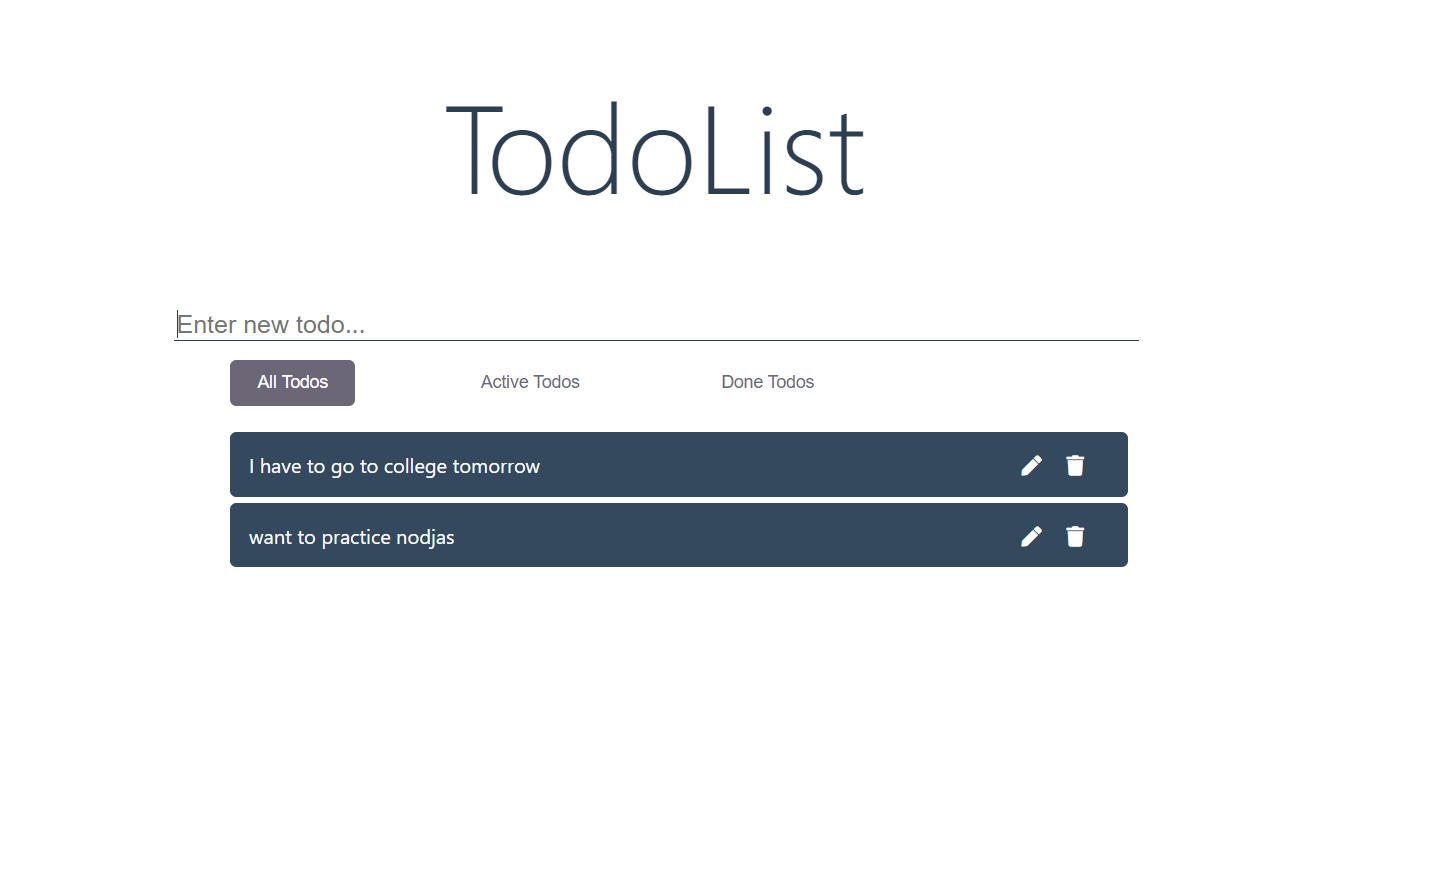 TodoList
Enter new todo...
All Todos Active Todos Done Todos
I have to go to college tomorrow
want to practice nodjas